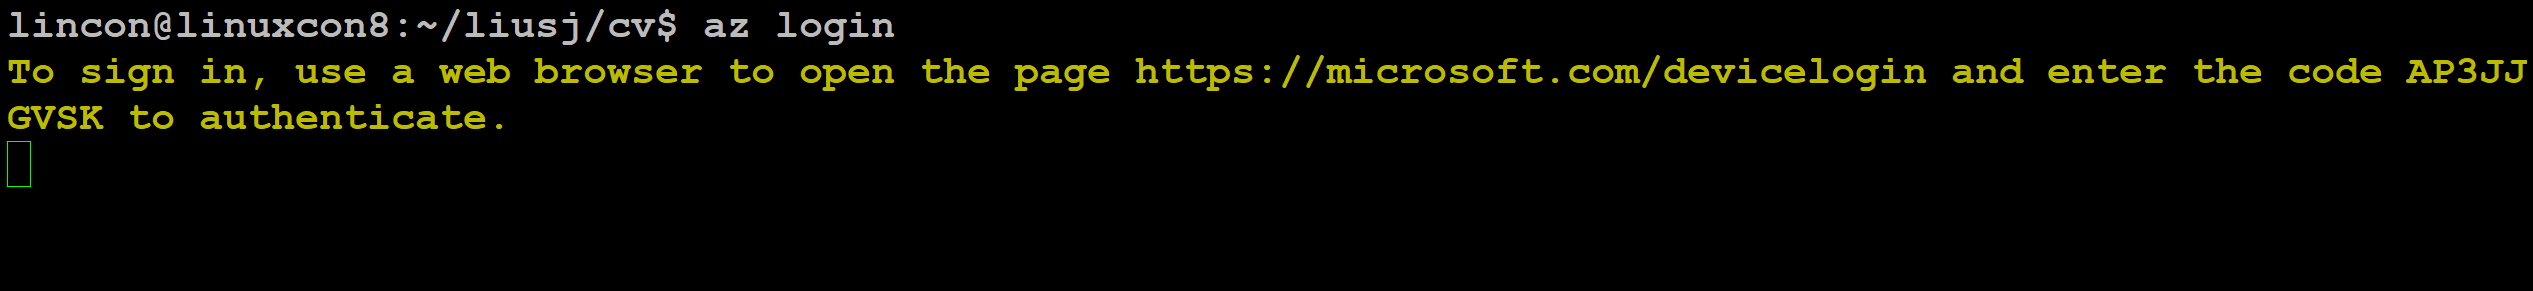 lincon@linuxcon8:~/liusj/cv$ az login
To sign in, use a web browser to open the page https://microsoft.com/devicelogin and enter the code AP3JJ
GVSK to authenticate.